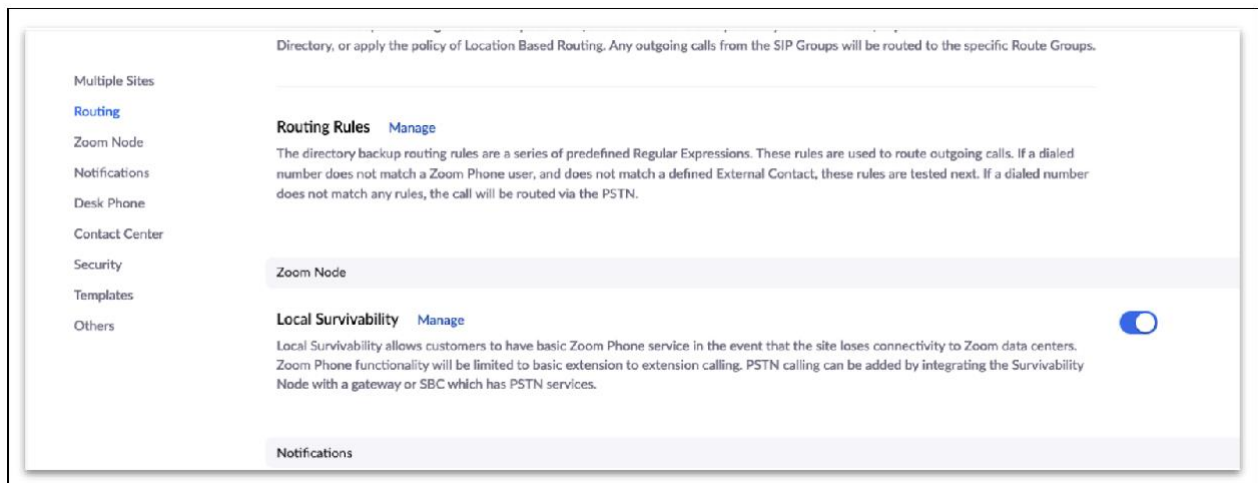 Directory, or apply the policy of Location Based Routing. Any outgoing calls from the SIP Groups will be routed to the specific Route Groups.
Multiple Sites
Routing
Zoom Node
Notifications
Desk Phone
Contact Center
Security
Templates
Others
Routing Rules Manage
The directory backup routing rules are a series of predefined Regular Expressions. These rules are used to route outgoing calls. If a dialed
number does not match a Zoom Phone user, and does not match a defined External Contact, these rules are tested next. If a dialed number
does not match any rules, the call will be routed via the PSTN.
Zoom Node
Local Survivability Manage
Local Survivability allows customers to have basic Zoom Phone service in the event that the site loses connectivity to Zoom data centers.
Zoom Phone functionality will be limited to basic extension to extension calling. PSTN calling can be added by integrating the Survivability
Node with a gateway or SBC which has PSTN services.
Notifications